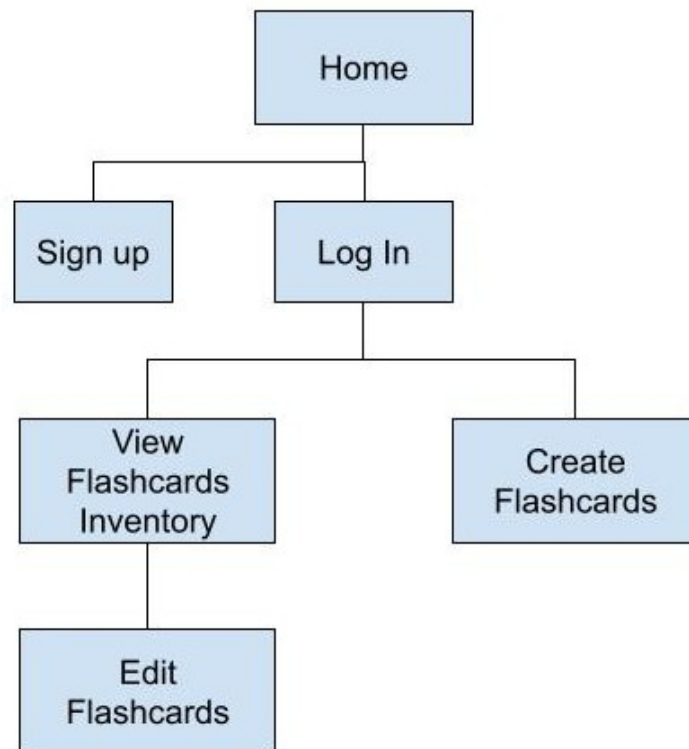 Home
Sign up
Log In
View
Flashcards
Inventory
Create
Flashcards
Edit
Flashcards